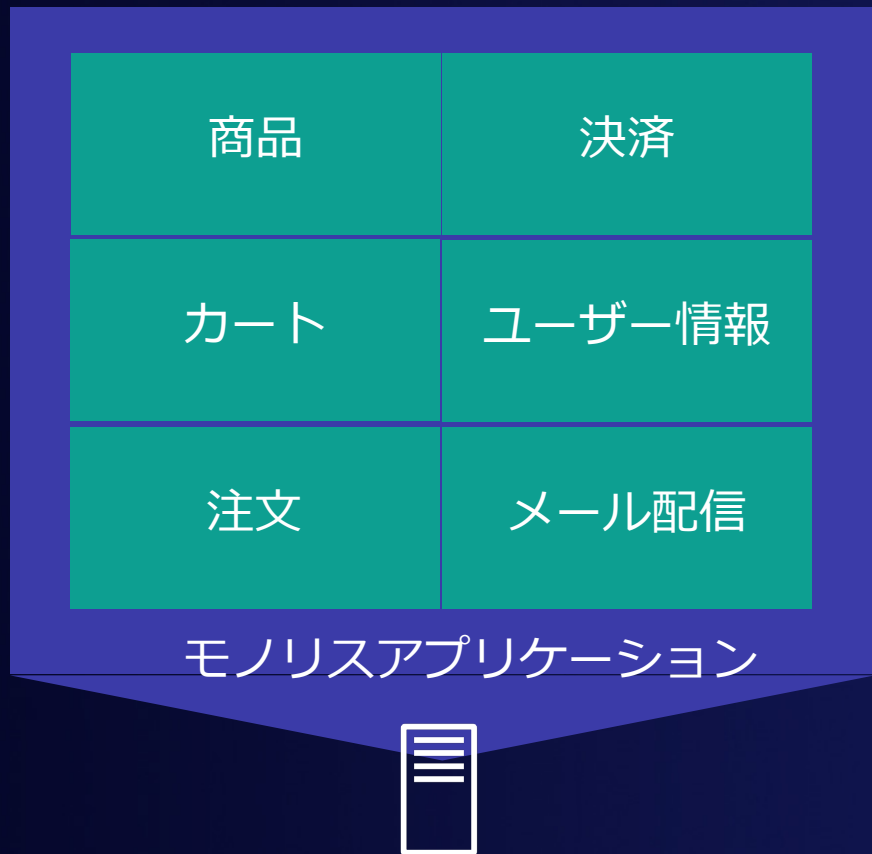 商品
決済
カート
ユーザー情報
注文
メール配信
モノリスアプリケーション